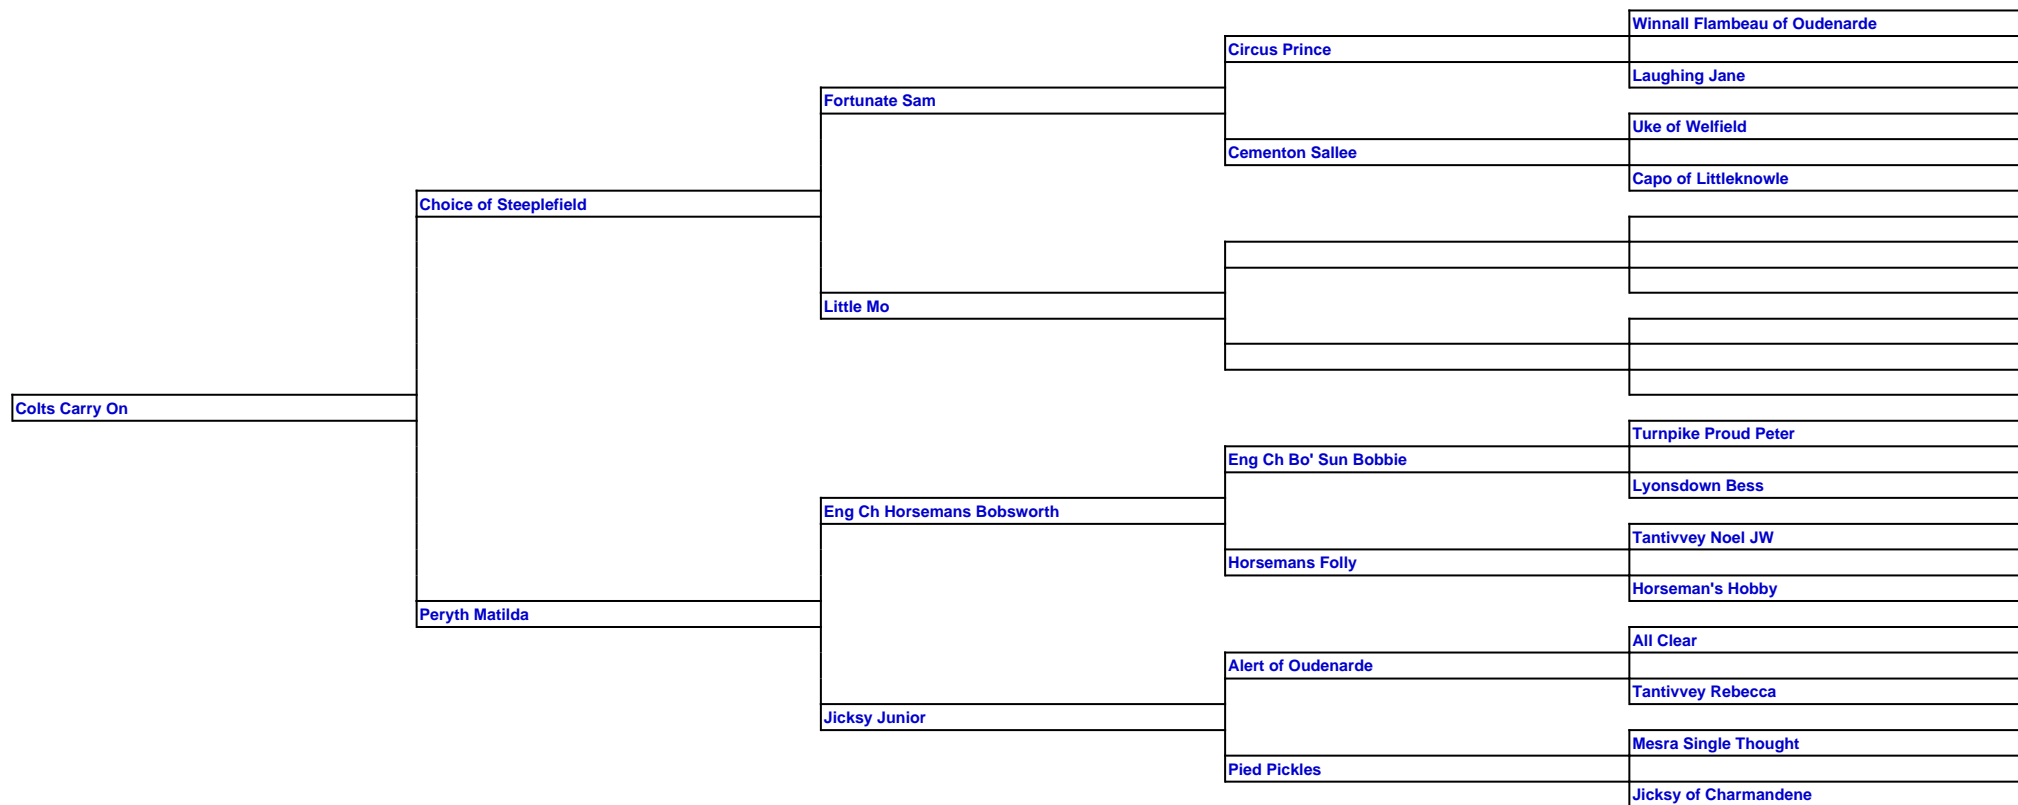 Winnall Flambeau of Oudenarde
Circus Prince
Laughing Jane
Fortunate Sam
Uke of Welfield
Cementon Sallee
Capo of Littleknowle
Choice of Steeplefield
Little Mo
Colts Carry On
Turnpike Proud Peter
Eng Ch Bo' Sun Bobbie
Lyonsdown Bess
Eng Ch Horsemans Bobsworth
Tantivvey Noel JW
Horsemans Folly
Horseman's Hobby
Peryth Matilda
All Clear
Alert of Oudenarde
Tantivvey Rebecca
Jicksy Junior
Mesra Single Thought
Pied Pickles
Jicksy of Charmandene